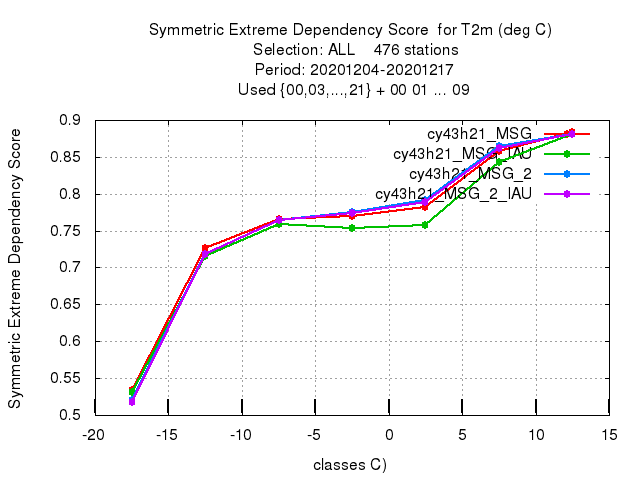 Symmetric Extreme Dependency Score for T2m (deg C)
Selection: ALL 476 stations
Period: 20201204-20201217
Used {00,03,...,21} + 00 01 ... 09
Symmetric Extreme Dependency Score
0.9
0.85
0.8
0.75
0.7
0.65
0.6
0.55
0.5
cy43h21_MSG
cy43h21_MSG_IAU
cy43h21_MSG_2
cy43h21_MSG_2_IAU
-20 -15 -10 -5 0 5 10 15
classes C)